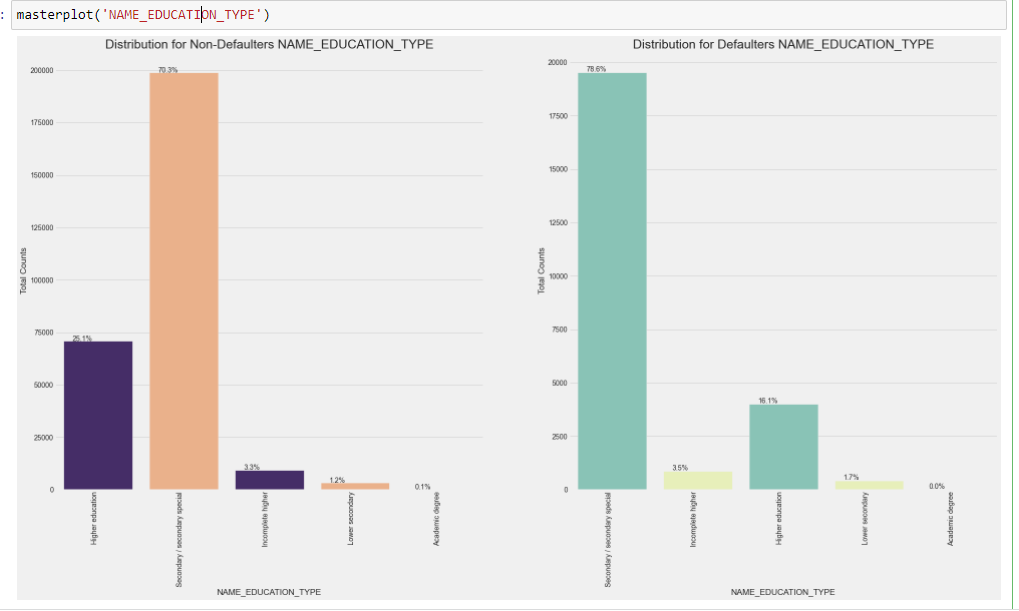 : masterplot('NAME_EDUCATION_TYPE')
Distribution for Non-Defaulters NAME_EDUCATION_TYPE
200000
175000
150000
125000
100000
75000
50000
25000
0
Total Counts
25.1%
70.3%
3.3%
1.2%
0.1%
Higher education
Secondary / secondary special
Incomplete higher
Lower secondary
Academic degree
NAME_EDUCATION_TYPE
Distribution for Defaulters NAME_EDUCATION_TYPE
20000
17500
15000
12500
10000
7500
5000
2500
0
Total Counts
78.6%
3.5%
16.1%
1.7%
0.0%
Secondary / secondary special
Incomplete higher
Higher education
Lower secondary
Academic degree
NAME_EDUCATION_TYPE